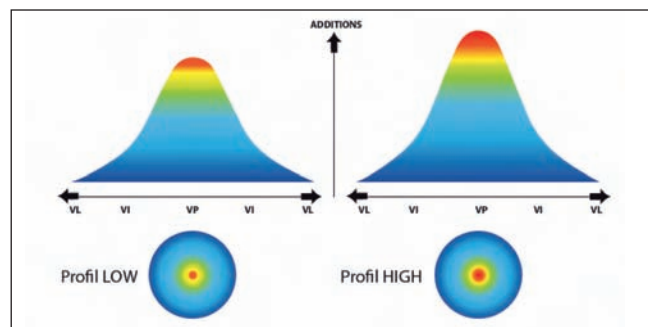 ADDITIONS
VL VI VP VI VL
VL VI VP VI VL
Profil LOW
Profil HIGH